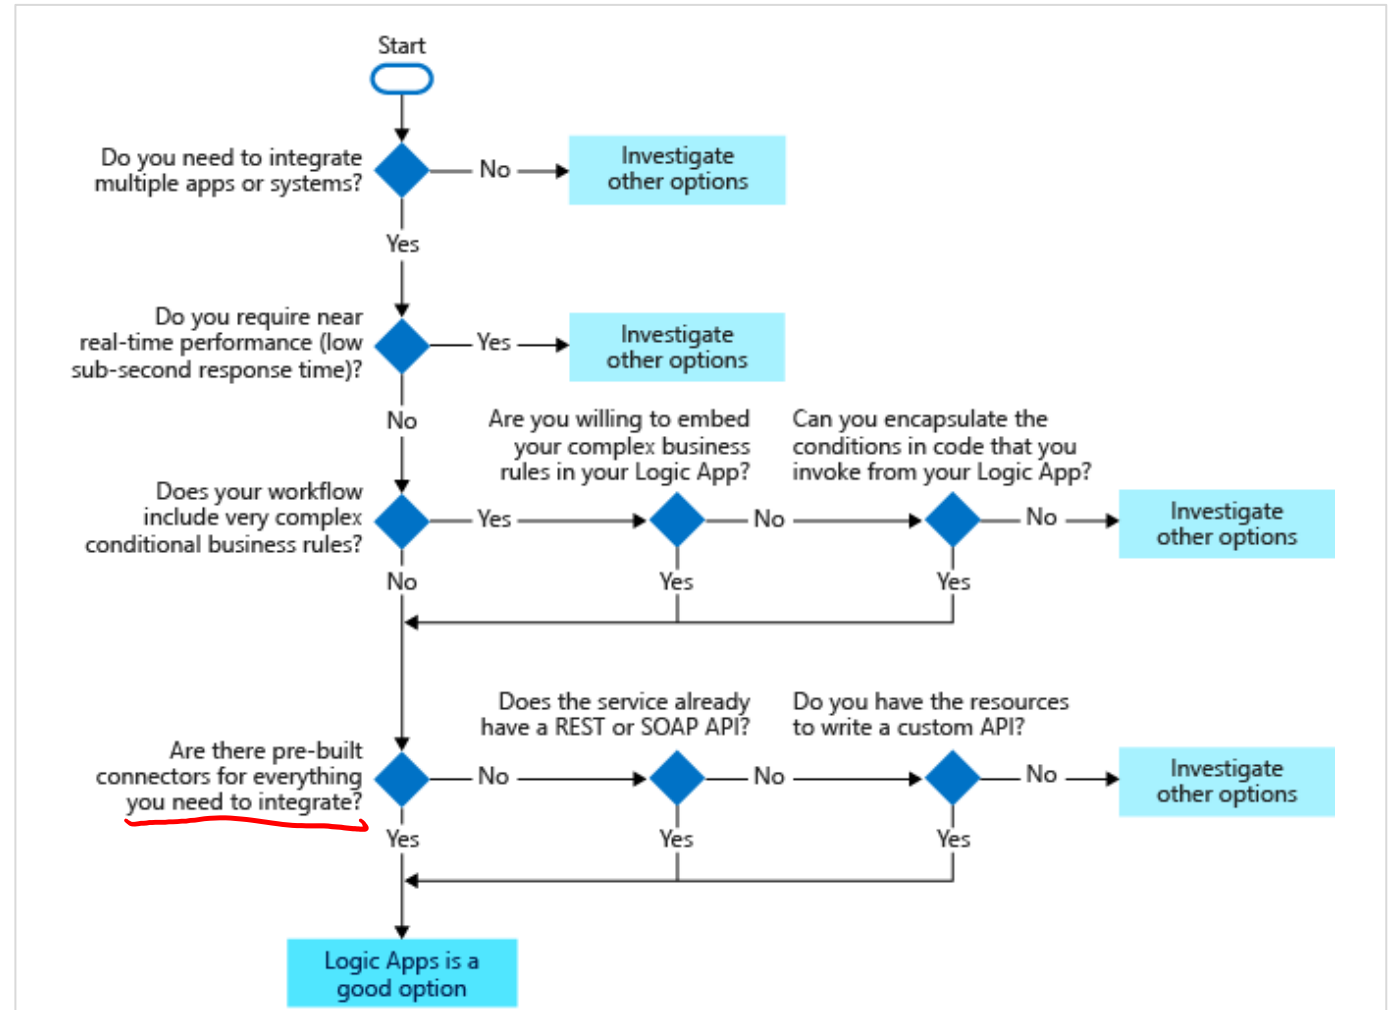 Start
Do you need to integrate
multiple apps or systems?
No
Investigate
other options
Yes
Do you require near
real-time performance (low
sub-second response time)?
Yes
Investigate
other options
No
Are you willing to embed
your complex business
rules in your Logic App?
Can you encapsulate the
conditions in code that you
invoke from your Logic App?
Does your workflow
include very complex
conditional business rules?
Yes
No
No
Investigate
other options
No
Yes
Yes
Does the service already
have a REST or SOAP API?
Do you have the resources
to write a custom API?
Are there pre-built
connectors for everything
you need to integrate?
No
No
No
Investigate
other options
Yes
Yes
Yes
Logic Apps is a
good option